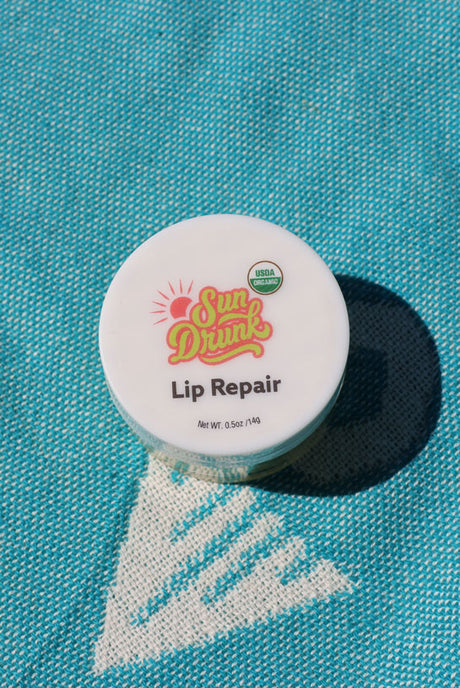 USDA
ORGANIC
Sun
Drunk
Lip Repair
Net WT. 0.5oz /14g